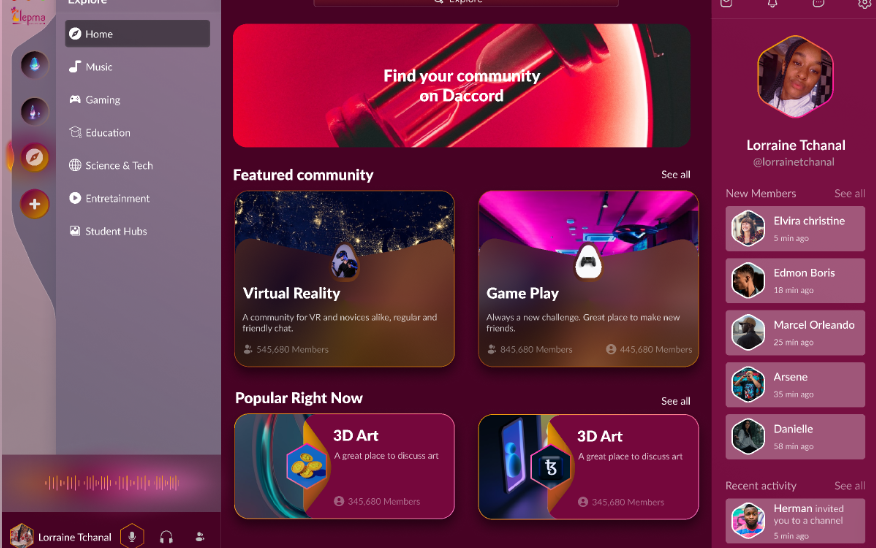 Explore
Slepma
Home
Music
Gaming
Education
Science & Tech
Entretainment
Student Hubs
Lorraine Tchanal
Explore
Find your community
on Daccord
Featured community
See all
Virtual Reality
A community for VR and novices alike, regular and
friendly chat.
545,680 Members
Game Play
Always a new challenge. Great place to make new
friends.
845,680 Members
445,680 Members
Popular Right Now
See all
3D Art
A great place to discuss art
345,680 Members
3D Art
A great place to discuss art
345,680 Members
Lorraine Tchanal
@lorrainetchanal
New Members
See all
Elvira christine
5 min ago
Edmon Boris
18 min ago
Marcel Orleando
25 min ago
Arsene
35 min ago
Danielle
58 min ago
Recent activity
See all
Herman invited
you to a channel
5 min ago